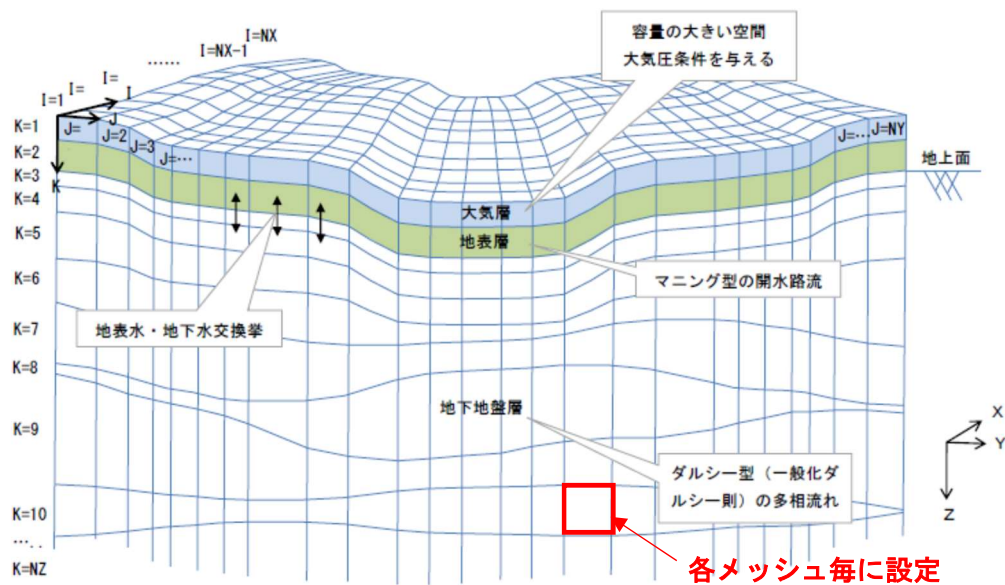 容量の大きい空間
大気圧条件を与える
I=NX
I=NX-1
……
I=
I=
I=1
I
J
K=1
J=
J=2
J=3
J=…
J=…
J=NY
K=2
K=3
K
地上面
K=4
大気層
K=5
地表層
K=6
マニング型の開水路流
地表水・地下水交換挙
K=7
K=8
地下地盤層
K=9
X
Y
Z
ダルシー型（一般化ダ
ルシー則）の多相流れ
K=10
…..
K=NZ
各メッシュ毎に設定